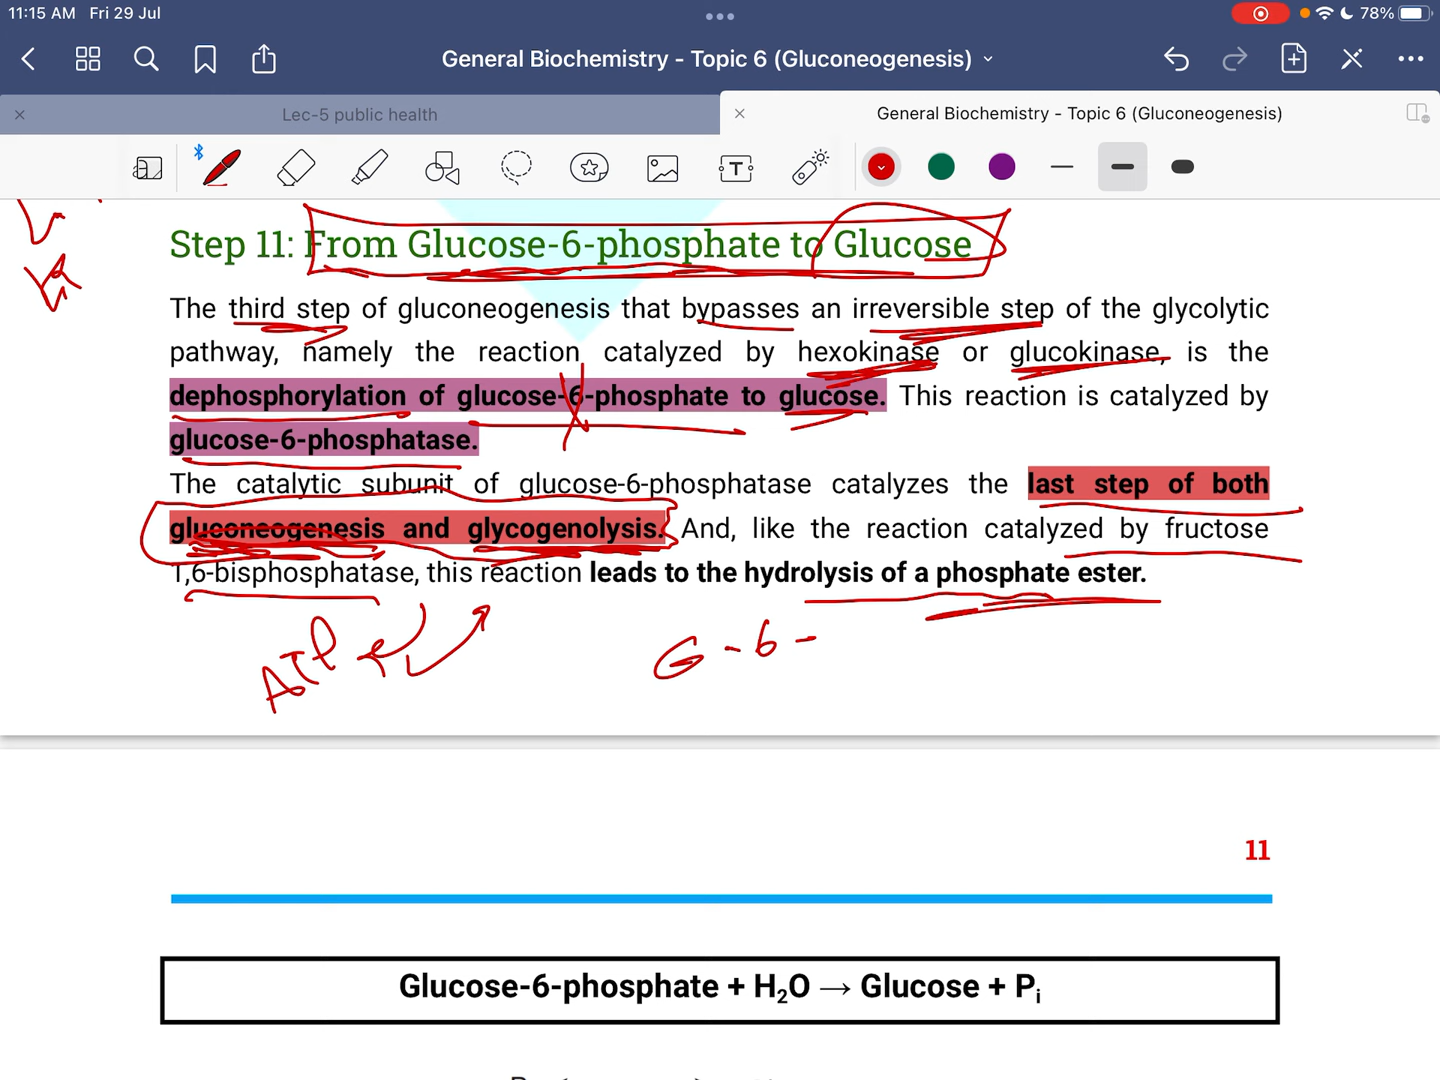 11:15 AM Fri 29 Jul
78%
General Biochemistry - Topic 6 (Gluconeogenesis)
Lec-5 public health
General Biochemistry - Topic 6 (Gluconeogenesis)
Step 11: From Glucose-6-phosphate to Glucose
The third step of gluconeogenesis that bypasses an irreversible step of the glycolytic
pathway, namely the reaction catalyzed by hexokinase or glucokinase, is the
dephosphorylation of glucose-6-phosphate to glucose. This reaction is catalyzed by
glucose-6-phosphatase.
The catalytic subunit of glucose-6-phosphatase catalyzes the last step of both
gluconeogenesis and glycogenolysis. And, like the reaction catalyzed by fructose
1,6-bisphosphatase, this reaction leads to the hydrolysis of a phosphate ester.
ATP
G-6-
11
Glucose-6-phosphate + H₂O → Glucose + Pᵢ